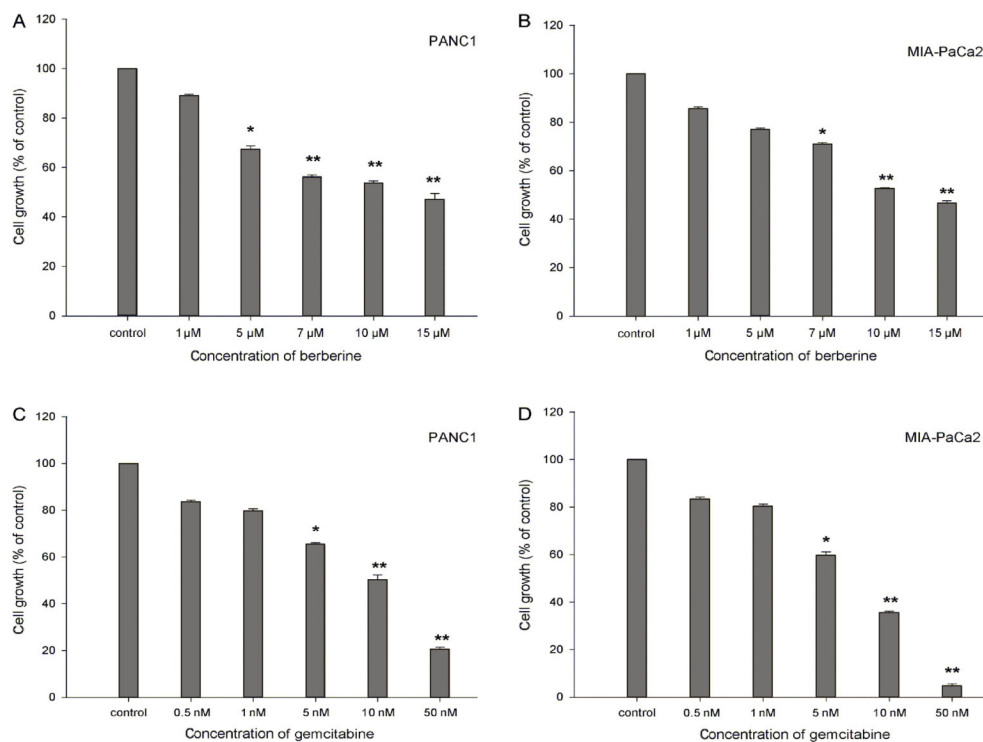 A
PANC1
Cell growth (% of control)
120
100
80
60
40
20
0
*
**
**
**
control 1 μM 5 μM 7 μM 10 μM 15 μM
Concentration of berberine
B
MIA-PaCa2
Cell growth (% of control)
120
100
80
60
40
20
0
*
**
**
control 1 μM 5 μM 7 μM 10 μM 15 μM
Concentration of berberine
C
PANC1
Cell growth (% of control)
120
100
80
60
40
20
0
*
**
**
control 0.5 nM 1 nM 5 nM 10 nM 50 nM
Concentration of gemcitabine
D
MIA-PaCa2
Cell growth (% of control)
120
100
80
60
40
20
0
*
**
**
control 0.5 nM 1 nM 5 nM 10 nM 50 nM
Concentration of gemcitabine